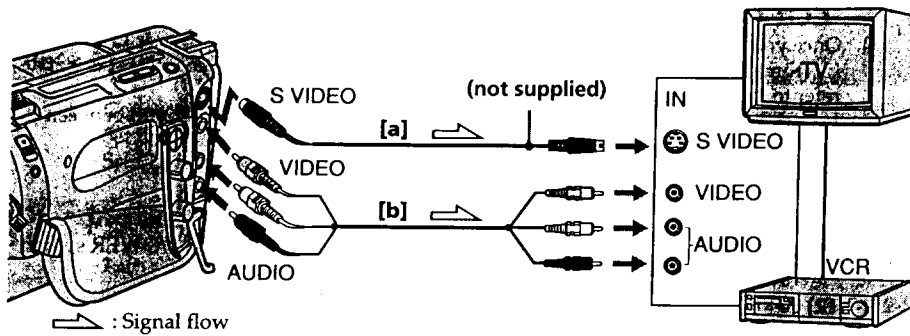 S VIDEO
(not supplied)
[a]
VIDEO
[b]
AUDIO
IN
S VIDEO
VIDEO
AUDIO
TV
VCR
: Signal flow